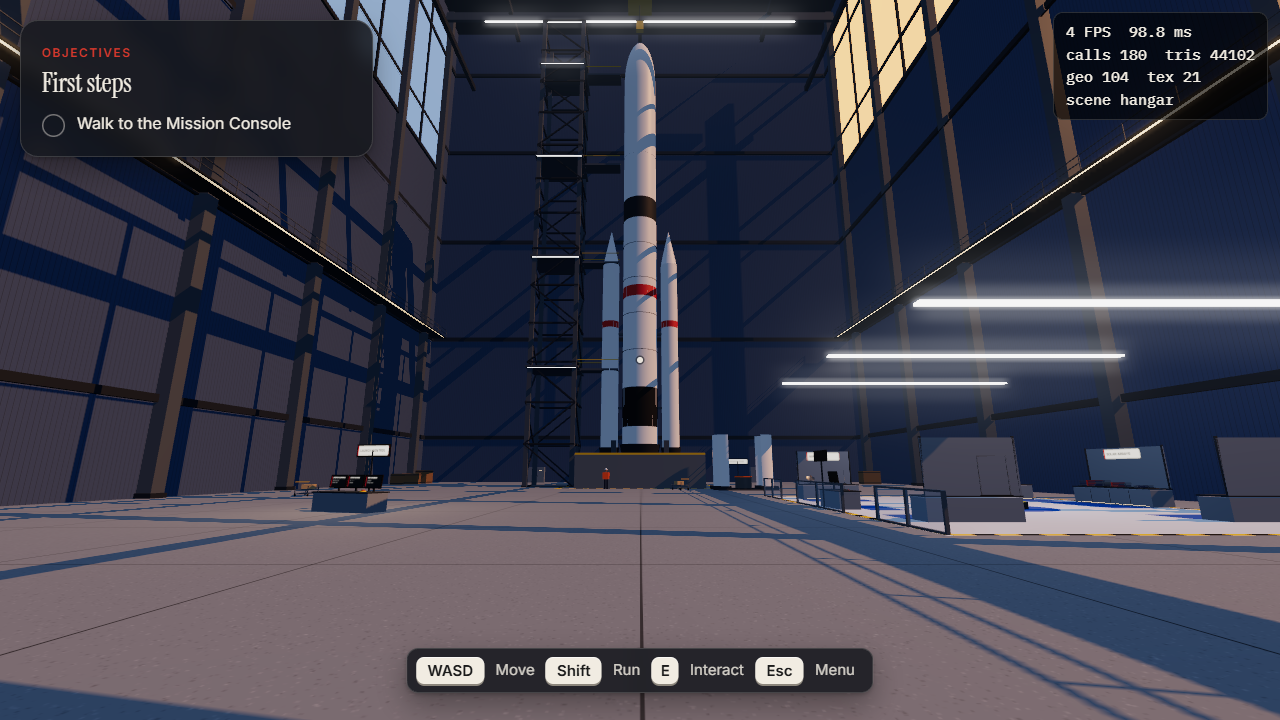 OBJECTIVES
First steps
Walk to the Mission Console
4 FPS 98.8 ms
calls 180 tris 44102
geo 104 tex 21
scene hangar
WASD Move Shift Run E Interact Esc Menu